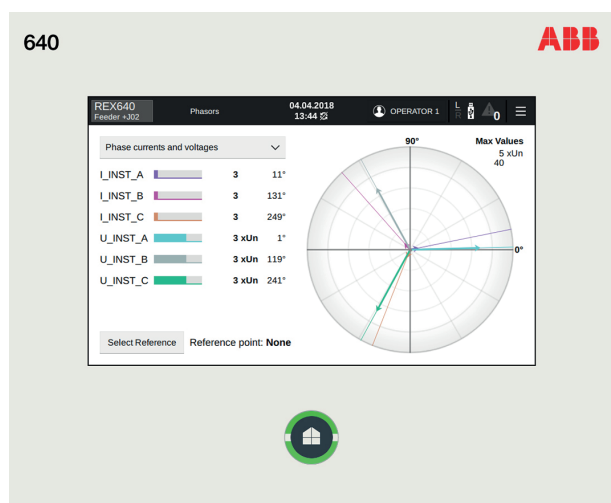 640
ABB
REX640
Feeder +J02
Phasors
04.04.2018
13:44
OPERATOR 1
L
R
0
Phase currents and voltages
I_INST_A 3 11°
I_INST_B 3 131°
I_INST_C 3 249°
U_INST_A 3 xUn 1°
U_INST_B 3 xUn 119°
U_INST_C 3 xUn 241°
Select Reference Reference point: None
90°
0°
Max Values
5 xUn
40